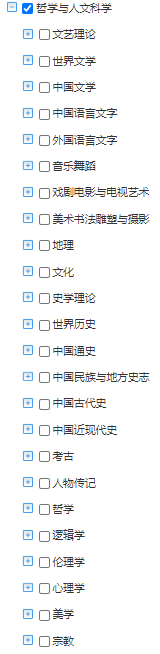 哲学与人文科学
文艺理论
世界文学
中国文学
中国语言文字
外国语言文字
音乐舞蹈
戏剧电影与电视艺术
美术书法雕塑与摄影
地理
文化
史学理论
世界历史
中国通史
中国民族与地方史志
中国古代史
中国近现代史
考古
人物传记
哲学
逻辑学
伦理学
心理学
美学
宗教